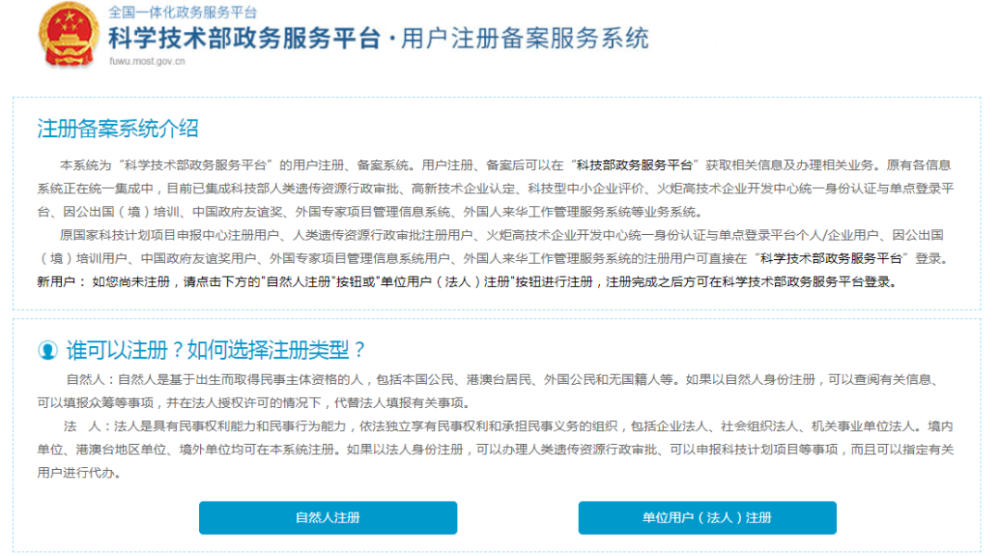 全国一体化政务服务平台
科学技术部政务服务平台·用户注册备案服务系统
fuwu.most.gov.cn
注册备案系统介绍
本系统为“科学技术部政务服务平台”的用户注册、备案系统。用户注册、备案后可以在“科技部政务服务平台”获取相关信息及办理相关业务。原有各信息
系统正在统一集成中，目前已集成科技部人类遗传资源行政审批、高新技术企业认定、科技型中小企业评价、火炬高技术企业开发中心统一身份认证与单点登录平
台、因公出国（境）培训、中国政府友谊奖、外国专家项目管理信息系统、外国人来华工作管理服务系统等业务系统。
原国家科技计划项目申报中心注册用户、人类遗传资源行政审批注册用户、火炬高技术企业开发中心统一身份认证与单点登录平台个人/企业用户、因公出国
（境）培训用户、中国政府友谊奖用户、外国专家项目管理信息系统用户、外国人来华工作管理服务系统的注册用户可直接在“科学技术部政务服务平台”登录。
新用户： 如您尚未注册，请点击下方的"自然人注册"按钮或"单位用户（法人）注册"按钮进行注册，注册完成之后方可在科学技术部政务服务平台登录。
谁可以注册？如何选择注册类型？
自然人：自然人是基于出生而取得民事主体资格的人，包括本国公民、港澳台居民、外国公民和无国籍人等。如果以自然人身份注册，可以查阅有关信息、
可以填报众筹等事项，并在法人授权许可的情况下，代替法人填报有关事项。
法 人：法人是具有民事权利能力和民事行为能力，依法独立享有民事权利和承担民事义务的组织，包括企业法人、社会组织法人、机关事业单位法人。境内
单位、港澳台地区单位、境外单位均可在本系统注册。如果以法人身份注册，可以办理人类遗传资源行政审批、可以申报科技计划项目等事项，而且可以指定有关
用户进行代办。
自然人注册
单位用户（法人）注册